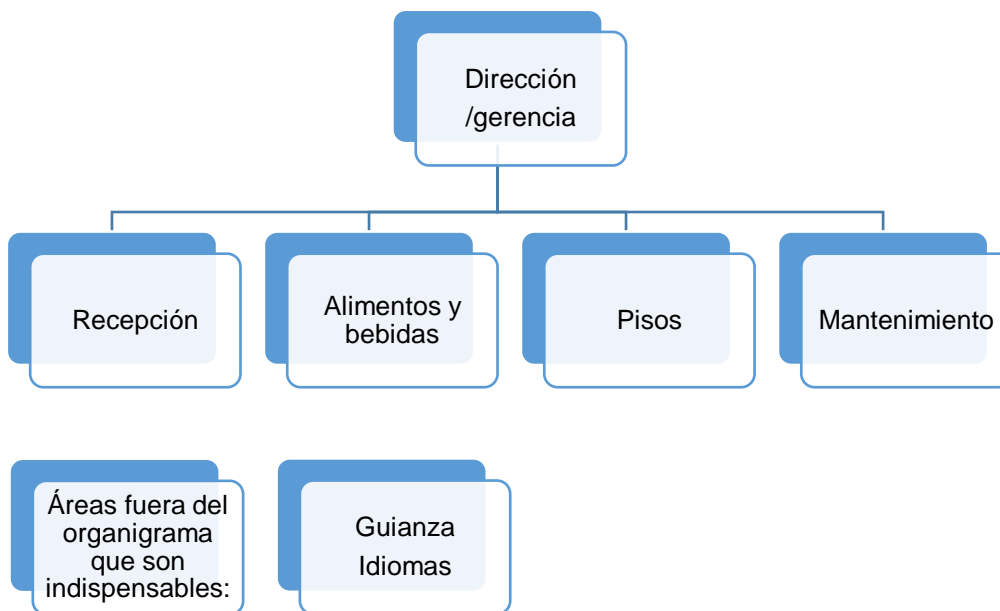 Dirección
/gerencia
Recepción
Alimentos y
bebidas
Pisos
Mantenimiento
Áreas fuera del
organigrama
que son
indispensables:
Guianza
Idiomas